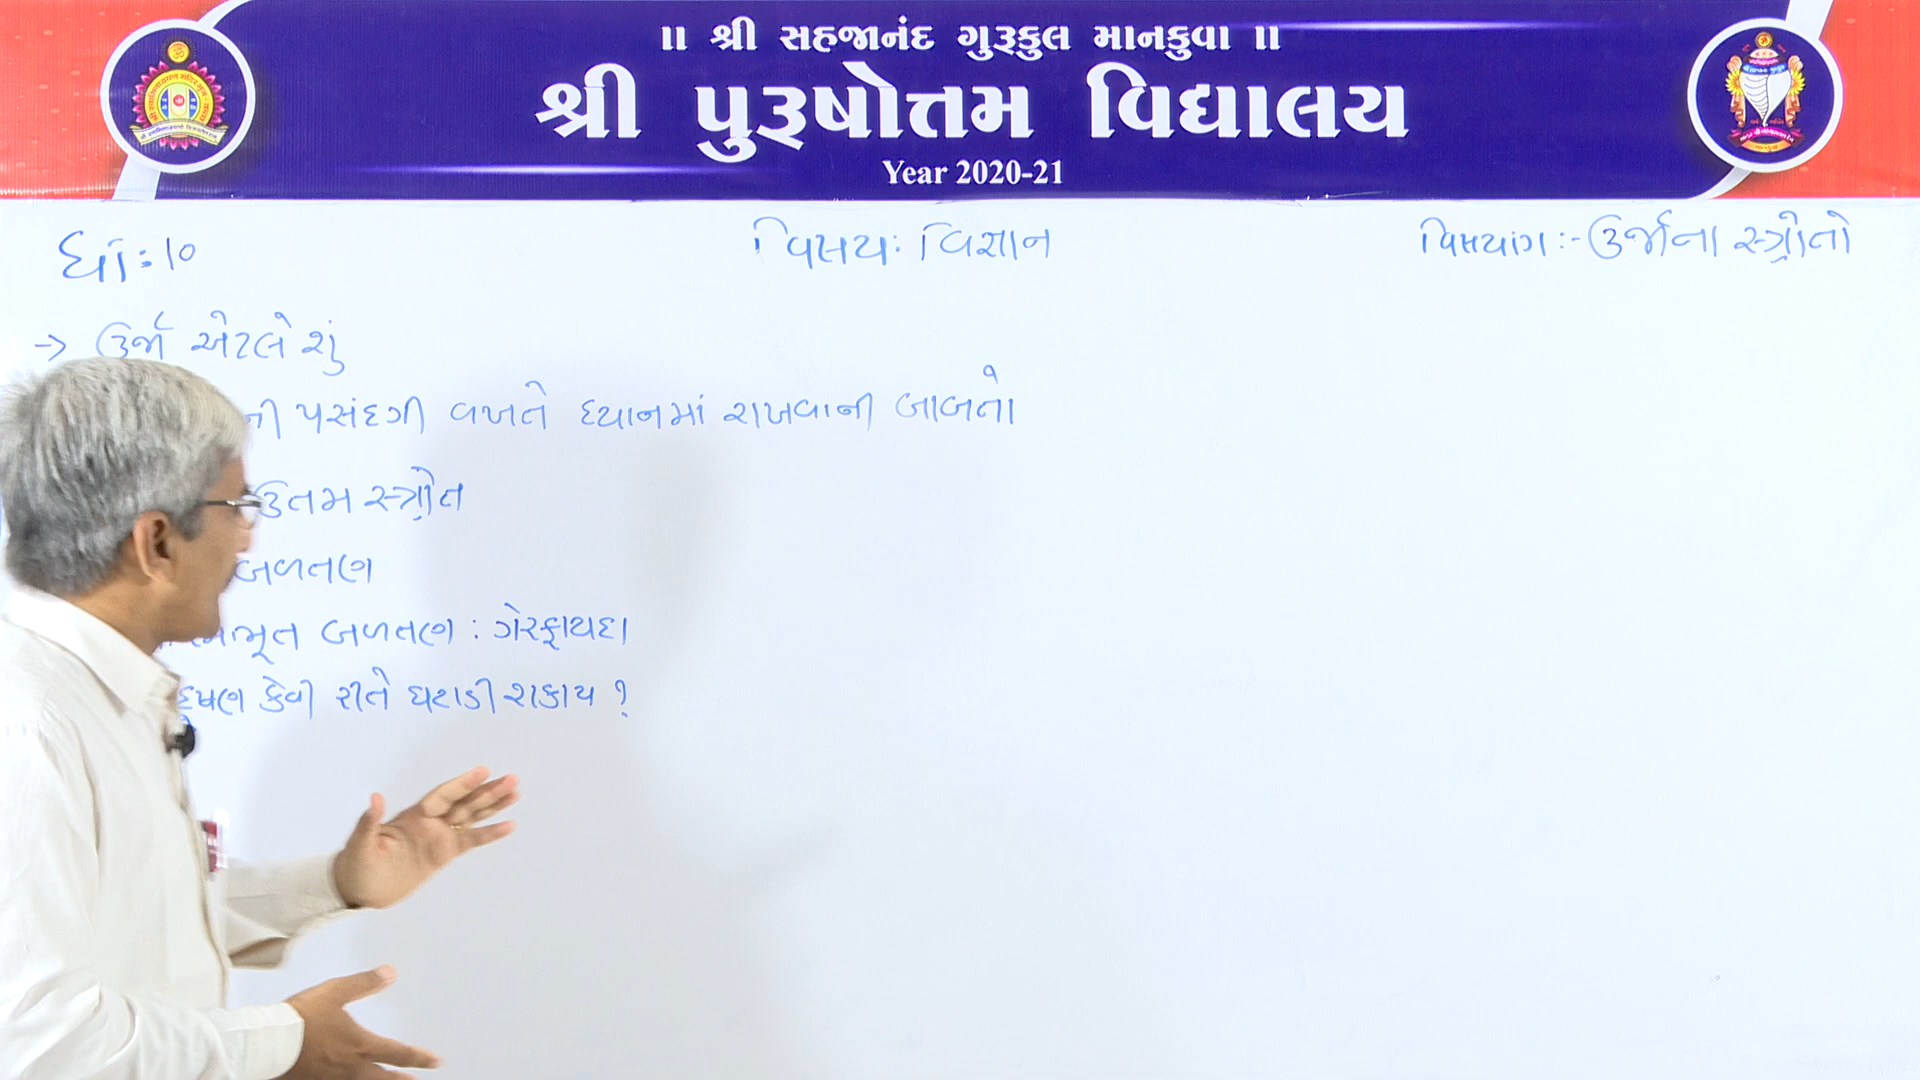 ॥ શ્રી સહજાનંદ ગુરૂકુલ માનકુવા ॥
શ્રી પુરૂષોત્તમ વિદ્યાલય
Year 2020-21
ધો:-૧૦
વિષય: વિજ્ઞાન
વિષયાંગ :- ઉર્જાના સ્ત્રોતો
→ ઉર્જા એટલે શું
ની પસંદગી વખતે ધ્યાનમાં રાખવાની બાબતો
ઉતમ સ્ત્રોત
બળતણ
બળતણ : ગેરફાયદા
કેવી રીતે ઘટાડી શકાય ?